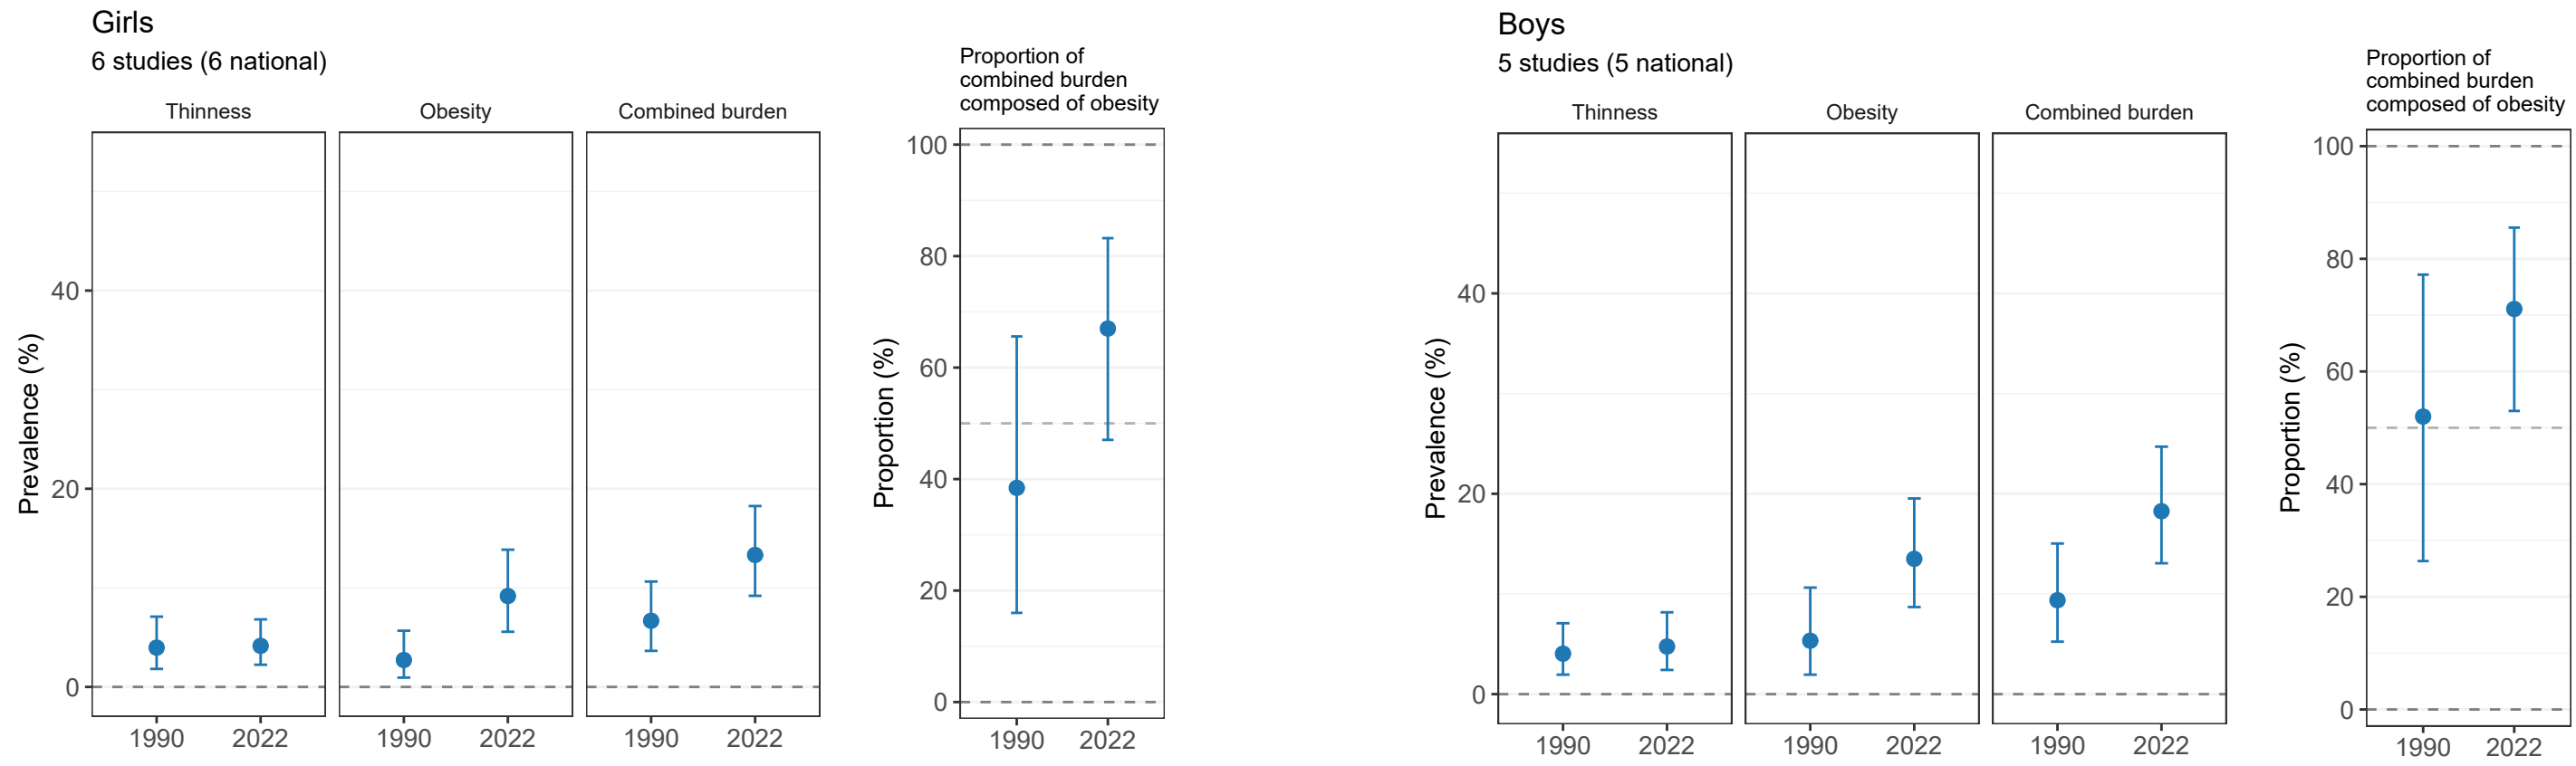 Girls
6 studies (6 national)
Thinness
Obesity
Combined burden
Prevalence (%)
40
20
0
1990 2022
1990 2022
1990 2022
Proportion of
combined burden
composed of obesity
Proportion (%)
100
80
60
40
20
0
1990 2022
Boys
5 studies (5 national)
Thinness
Obesity
Combined burden
Prevalence (%)
40
20
0
1990 2022
1990 2022
1990 2022
Proportion of
combined burden
composed of obesity
Proportion (%)
100
80
60
40
20
0
1990 2022